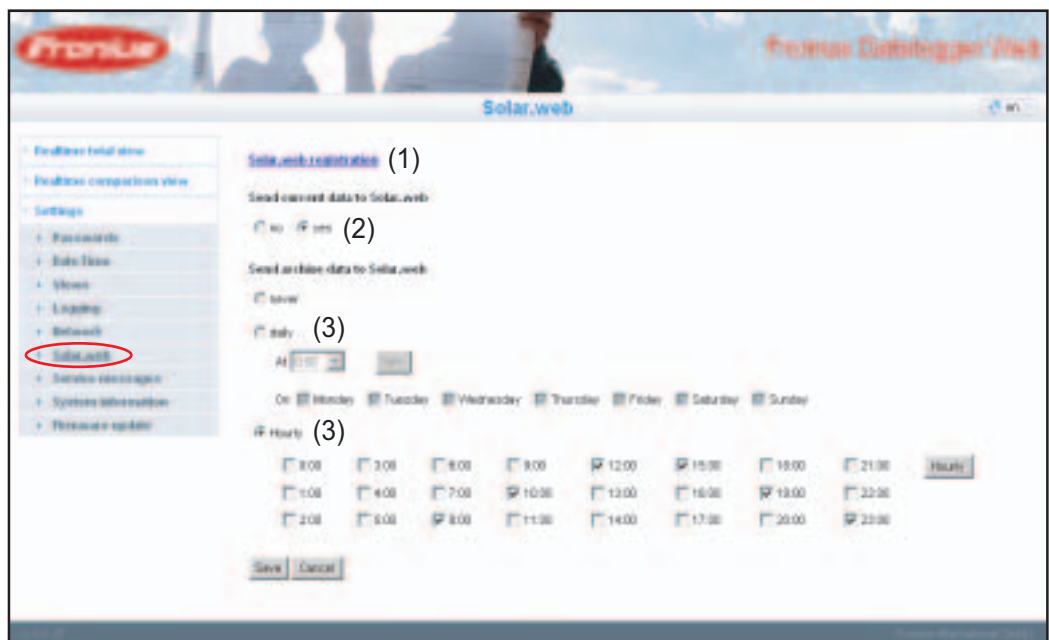 Fronius
Fronius Datalogger Web
Solar.web
en
Realtime total view
Realtime comparison view
Settings
Passwords
Date/Time
Views
Logging
Network
Solar.web
Service messages
System information
Firmware update
Solar.web registration (1)
Send current data to Solar.web
no yes (2)
Send archive data to Solar.web
never
daily (3)
At 0:00
On Monday Tuesday Wednesday Thursday Friday Saturday Sunday
Hourly (3)
0:00 3:00 6:00 9:00 12:00 15:00 18:00 21:00 Hourly
1:00 4:00 7:00 10:00 13:00 16:00 19:00 22:00
2:00 5:00 8:00 11:00 14:00 17:00 20:00 23:00
Save Cancel